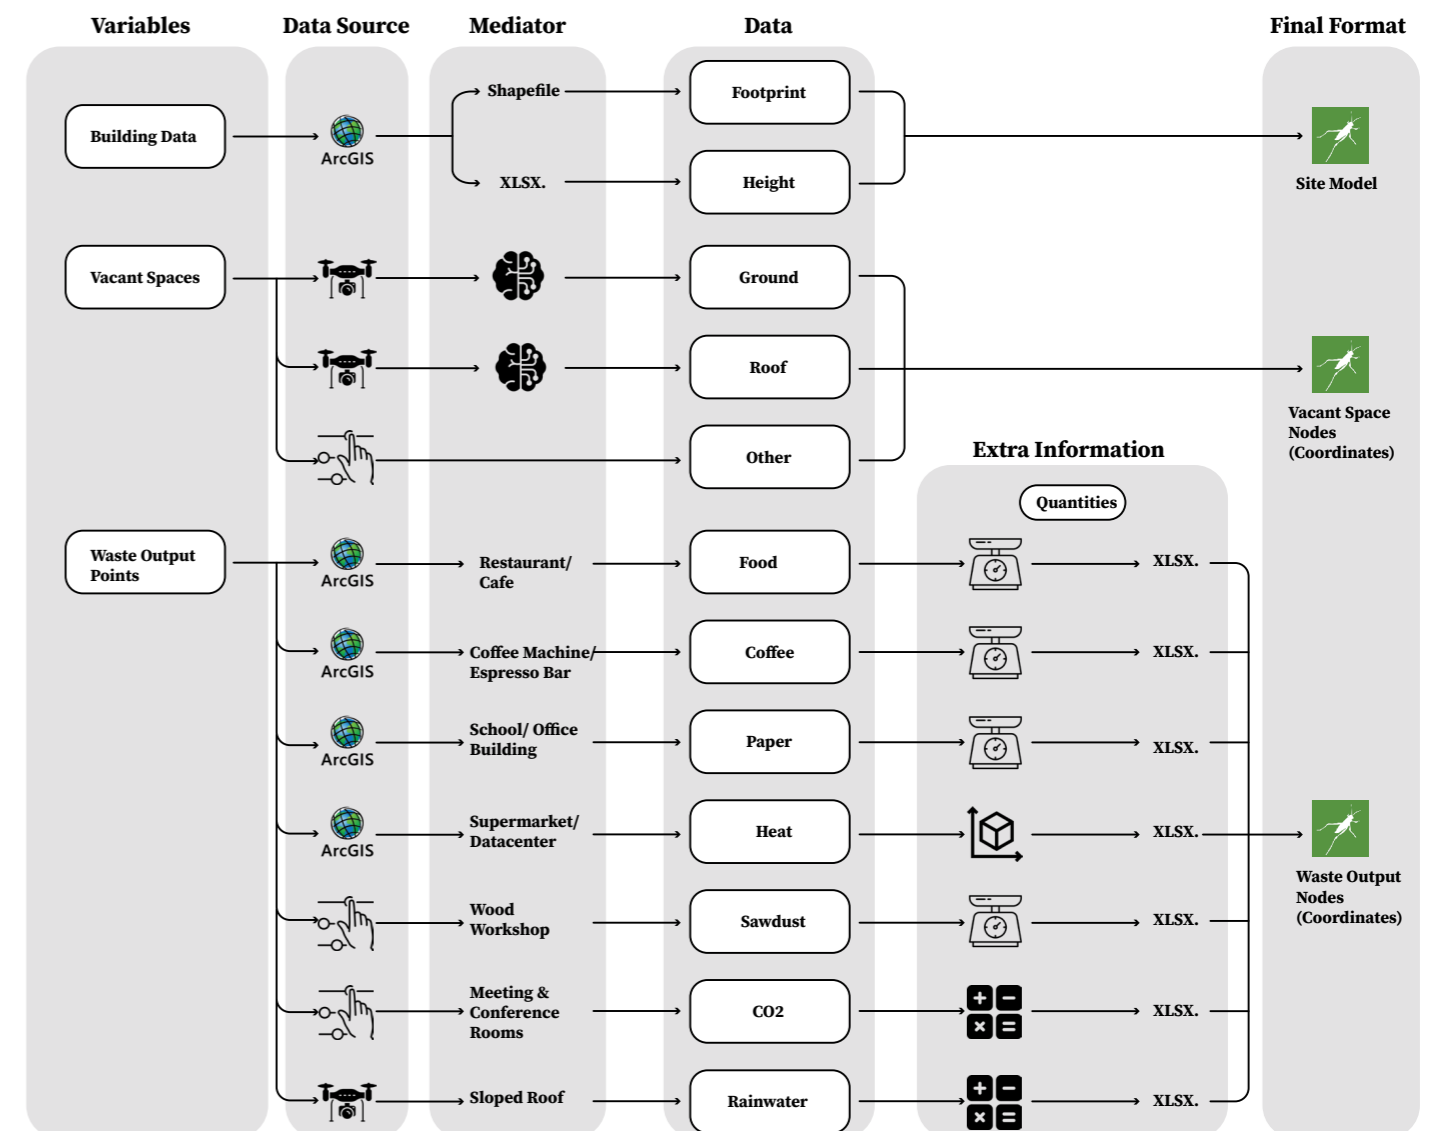 Variables
Data Source
Mediator
Data
Final Format
Building Data
ArcGIS
Shapefile
XLSX.
Footprint
Height
Site Model
Vacant Spaces
Ground
Roof
Other
Vacant Space
Nodes
(Coordinates)
Extra Information
Quantities
Waste Output
Points
ArcGIS
Restaurant/
Cafe
Food
XLSX.
ArcGIS
Coffee Machine/
Espresso Bar
Coffee
XLSX.
ArcGIS
School/ Office
Building
Paper
XLSX.
ArcGIS
Supermarket/
Datacenter
Heat
XLSX.
Waste Output
Nodes
(Coordinates)
Wood
Workshop
Sawdust
XLSX.
Meeting &
Conference
Rooms
CO2
XLSX.
Sloped Roof
Rainwater
XLSX.